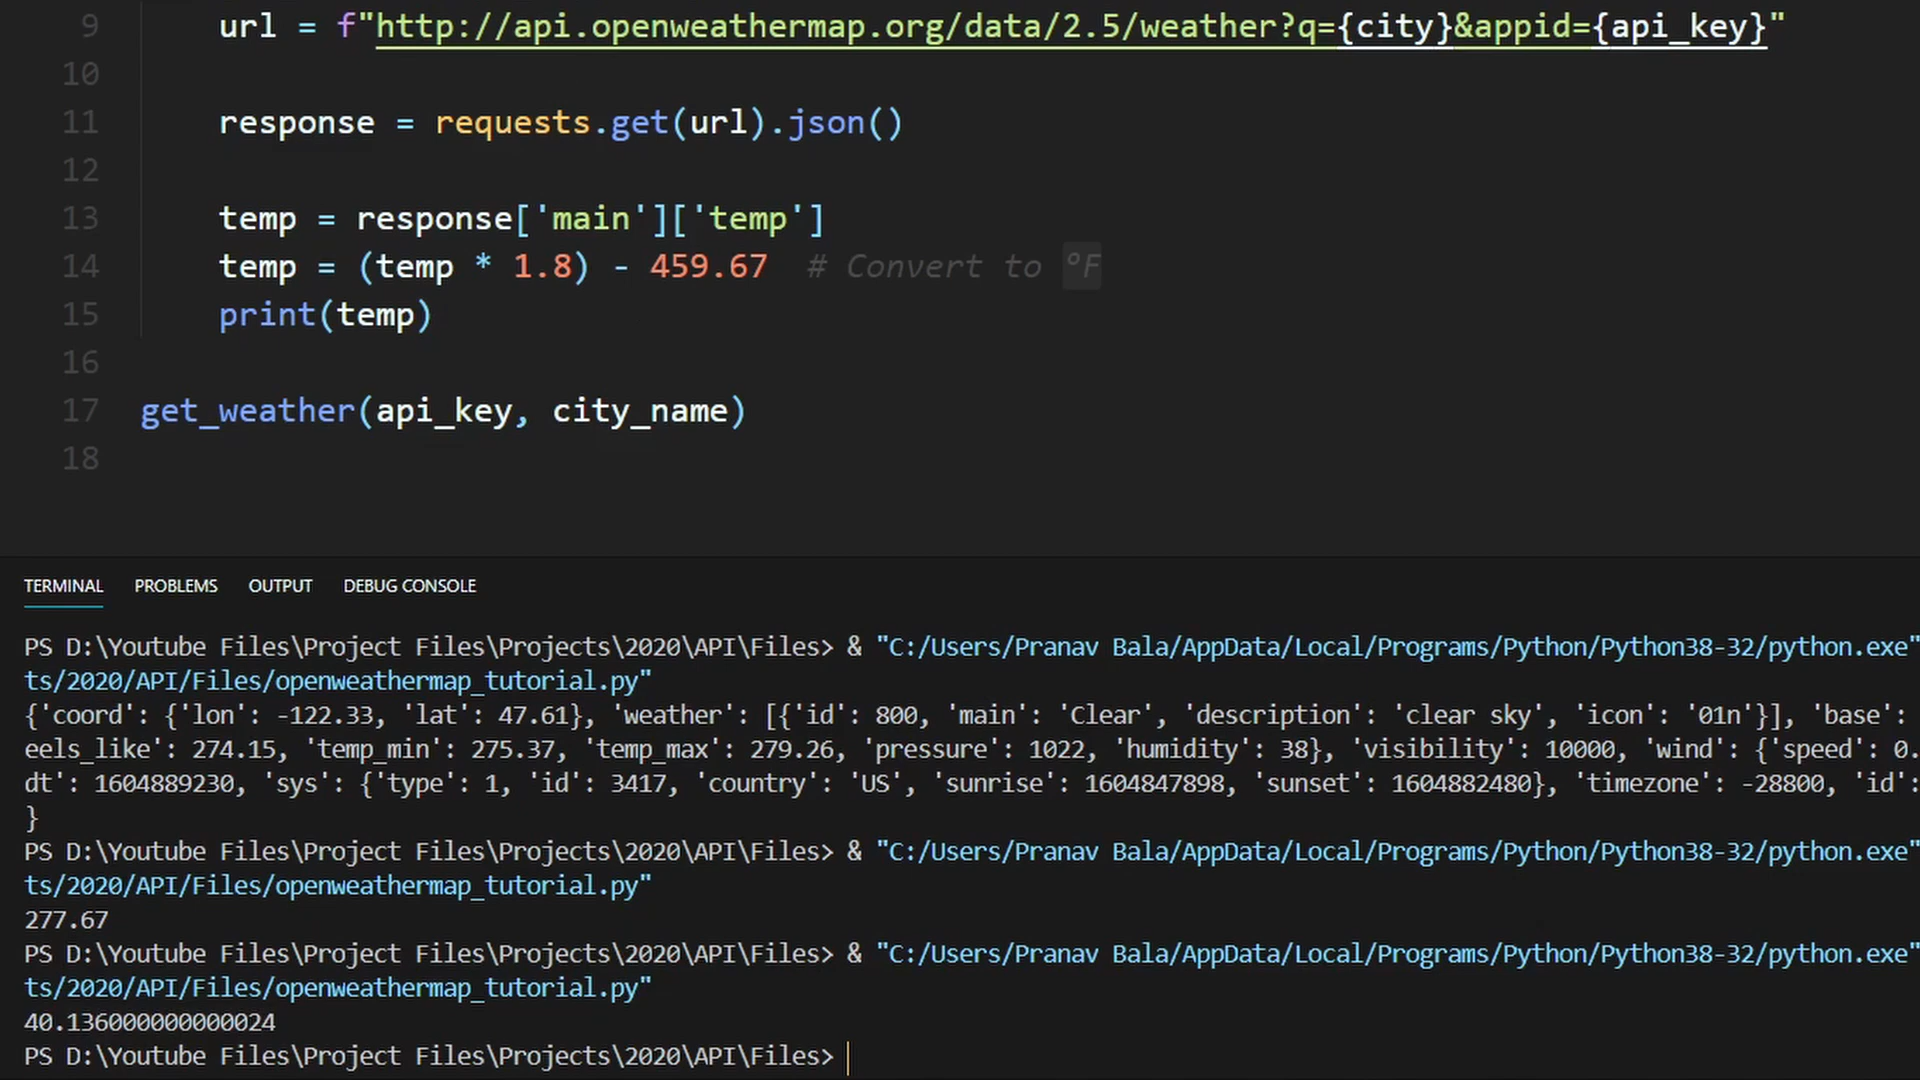 9 url = f"http://api.openweathermap.org/data/2.5/weather?q={city}&appid={api_key}"
10
11 response = requests.get(url).json()
12
13 temp = response['main']['temp']
14 temp = (temp * 1.8) - 459.67 # Convert to °F
15 print(temp)
16
17 get_weather(api_key, city_name)
18
TERMINAL PROBLEMS OUTPUT DEBUG CONSOLE
PS D:\Youtube Files\Project Files\Projects\2020\API\Files> & "C:/Users/Pranav Bala/AppData/Local/Programs/Python/Python38-32/python.exe"
ts/2020/API/Files/openweathermap_tutorial.py"
{'coord': {'lon': -122.33, 'lat': 47.61}, 'weather': [{'id': 800, 'main': 'Clear', 'description': 'clear sky', 'icon': '01n'}], 'base':
eels_like': 274.15, 'temp_min': 275.37, 'temp_max': 279.26, 'pressure': 1022, 'humidity': 38}, 'visibility': 10000, 'wind': {'speed': 0.
dt': 1604889230, 'sys': {'type': 1, 'id': 3417, 'country': 'US', 'sunrise': 1604847898, 'sunset': 1604882480}, 'timezone': -28800, 'id':
}
PS D:\Youtube Files\Project Files\Projects\2020\API\Files> & "C:/Users/Pranav Bala/AppData/Local/Programs/Python/Python38-32/python.exe"
ts/2020/API/Files/openweathermap_tutorial.py"
277.67
PS D:\Youtube Files\Project Files\Projects\2020\API\Files> & "C:/Users/Pranav Bala/AppData/Local/Programs/Python/Python38-32/python.exe"
ts/2020/API/Files/openweathermap_tutorial.py"
40.136000000000024
PS D:\Youtube Files\Project Files\Projects\2020\API\Files>